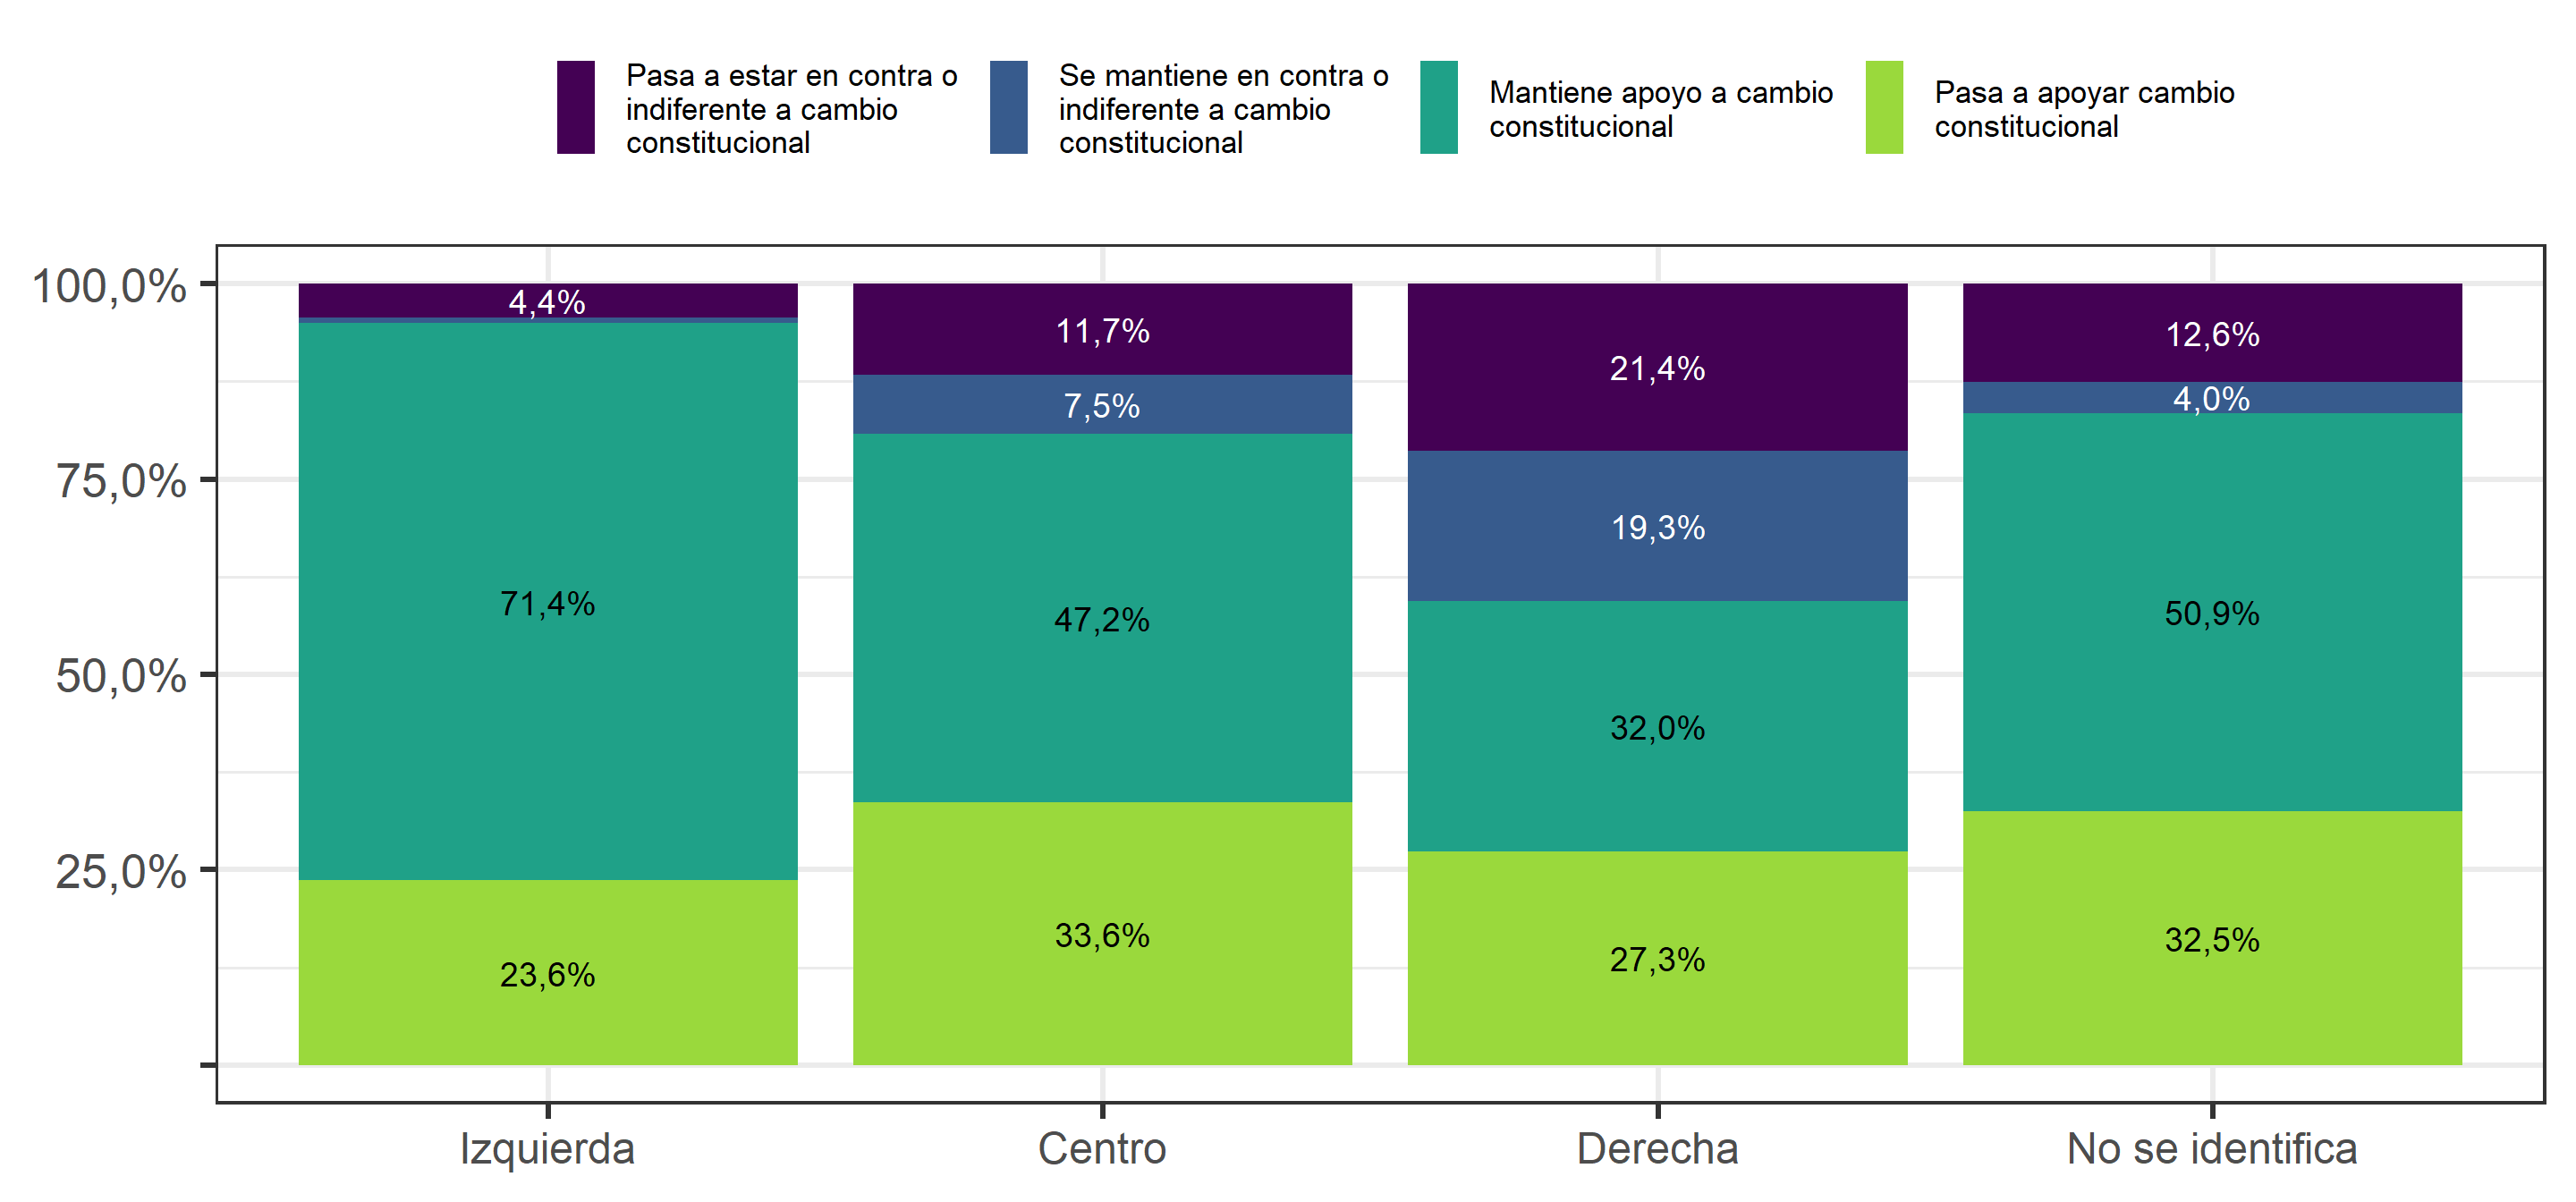 Pasa a estar en contra o
indiferente a cambio
constitucional
Se mantiene en contra o
indiferente a cambio
constitucional
Mantiene apoyo a cambio
constitucional
Pasa a apoyar cambio
constitucional
100,0%
75,0%
50,0%
25,0%
4,4%
71,4%
23,6%
11,7%
7,5%
47,2%
33,6%
21,4%
19,3%
32,0%
27,3%
12,6%
4,0%
50,9%
32,5%
Izquierda
Centro
Derecha
No se identifica